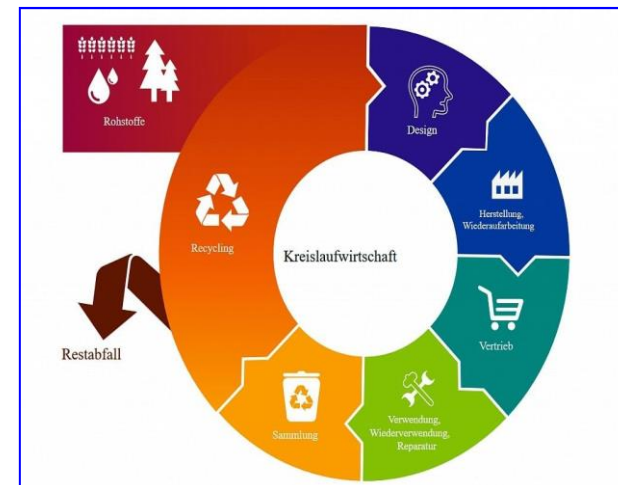 Rohstoffe
Design
Herstellung,
Wiederaufarbeitung
Recycling
Kreislaufwirtschaft
Vertrieb
Restabfall
Verwendung,
Wiederverwendung,
Reparatur
Sammlung